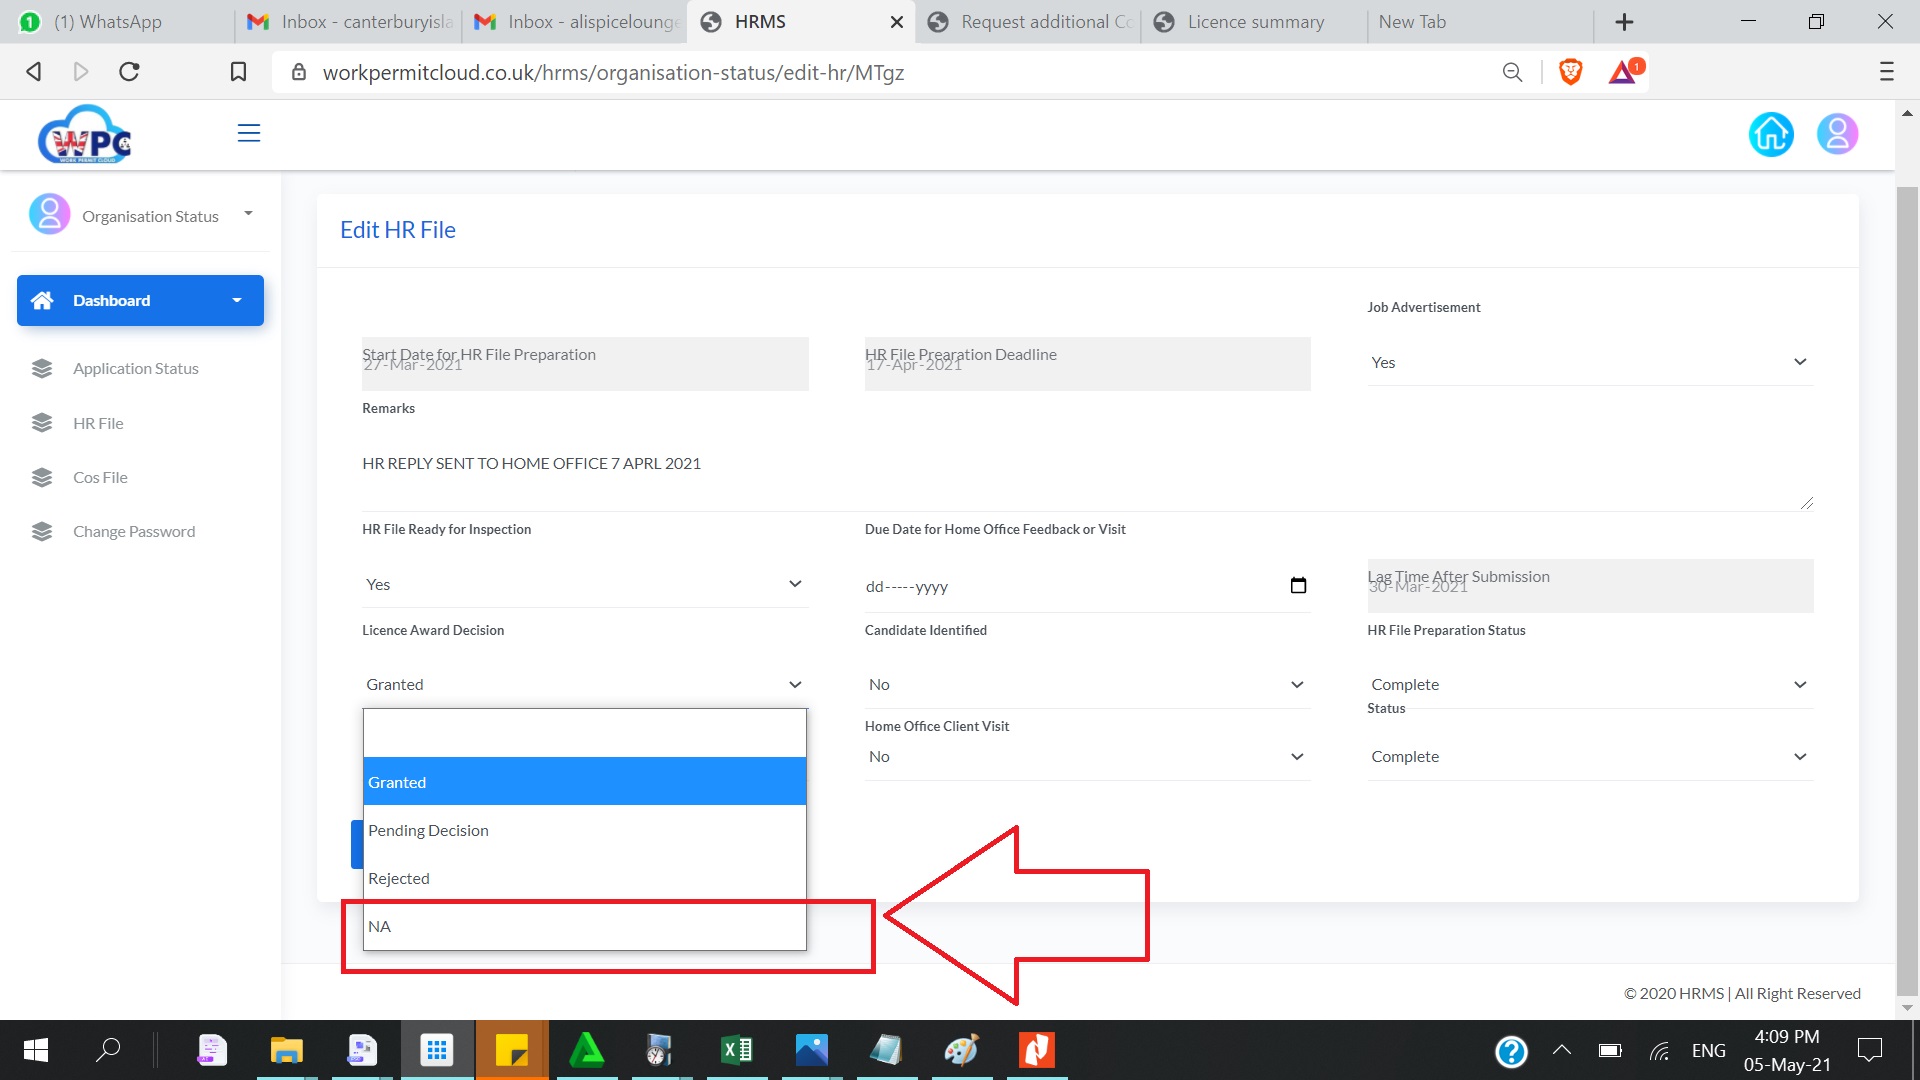 (1) WhatsApp
Inbox - canterburyisla
Inbox - alispicelounge
HRMS
Request additional Co
Licence summary
New Tab
workpermitcloud.co.uk/hrms/organisation-status/edit-hr/MTgz
1
WPC
WORK PERMIT CLOUD
Organisation Status
Dashboard
Application Status
HR File
Cos File
Change Password
Edit HR File
Job Advertisement
Start Date for HR File Preparation
27-Mar-2021
HR File Prearation Deadline
17-Apr-2021
Yes
Remarks
HR REPLY SENT TO HOME OFFICE 7 APRL 2021
HR File Ready for Inspection
Due Date for Home Office Feedback or Visit
Yes
dd-----yyyy
Lag Time After Submission
30-Mar-2021
Licence Award Decision
Candidate Identified
HR File Preparation Status
Granted
No
Complete
Status
Home Office Client Visit
No
Complete
Granted
Pending Decision
Rejected
NA
© 2020 HRMS | All Right Reserved
ENG
4:09 PM
05-May-21